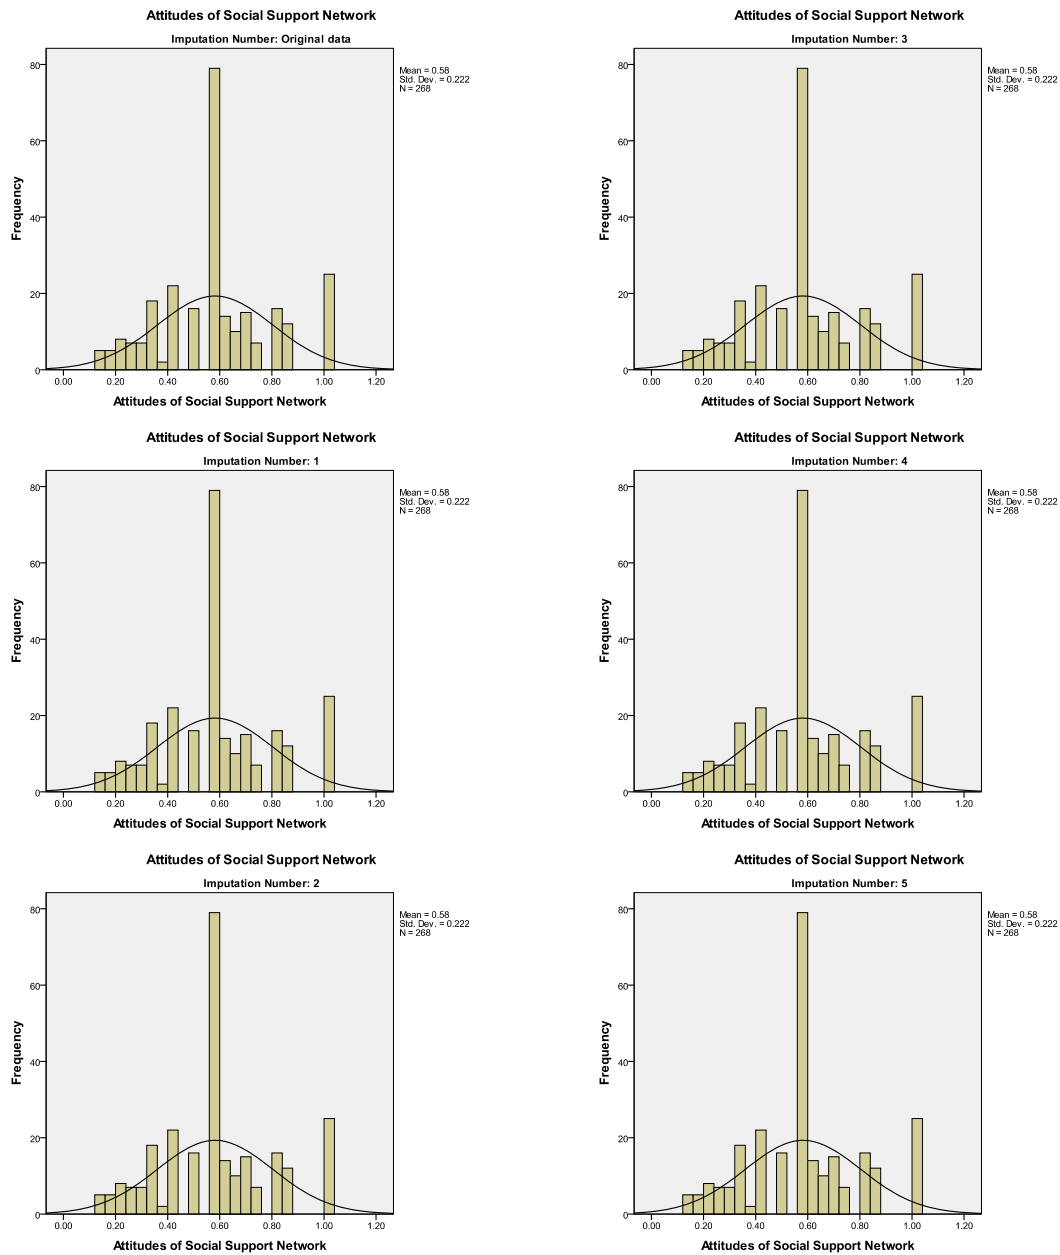 Attitudes of Social Support Network
Imputation Number: Original data
Mean = 0.58
Std. Dev. = 0.222
N = 268
Frequency
80
60
40
20
0
0.00 0.20 0.40 0.60 0.80 1.00 1.20
Attitudes of Social Support Network
Attitudes of Social Support Network
Imputation Number: 3
Mean = 0.58
Std. Dev. = 0.222
N = 268
Frequency
80
60
40
20
0
0.00 0.20 0.40 0.60 0.80 1.00 1.20
Attitudes of Social Support Network
Attitudes of Social Support Network
Imputation Number: 1
Mean = 0.58
Std. Dev. = 0.222
N = 268
Frequency
80
60
40
20
0
0.00 0.20 0.40 0.60 0.80 1.00 1.20
Attitudes of Social Support Network
Attitudes of Social Support Network
Imputation Number: 4
Mean = 0.58
Std. Dev. = 0.222
N = 268
Frequency
80
60
40
20
0
0.00 0.20 0.40 0.60 0.80 1.00 1.20
Attitudes of Social Support Network
Attitudes of Social Support Network
Imputation Number: 2
Mean = 0.58
Std. Dev. = 0.222
N = 268
Frequency
80
60
40
20
0
0.00 0.20 0.40 0.60 0.80 1.00 1.20
Attitudes of Social Support Network
Attitudes of Social Support Network
Imputation Number: 5
Mean = 0.58
Std. Dev. = 0.222
N = 268
Frequency
80
60
40
20
0
0.00 0.20 0.40 0.60 0.80 1.00 1.20
Attitudes of Social Support Network